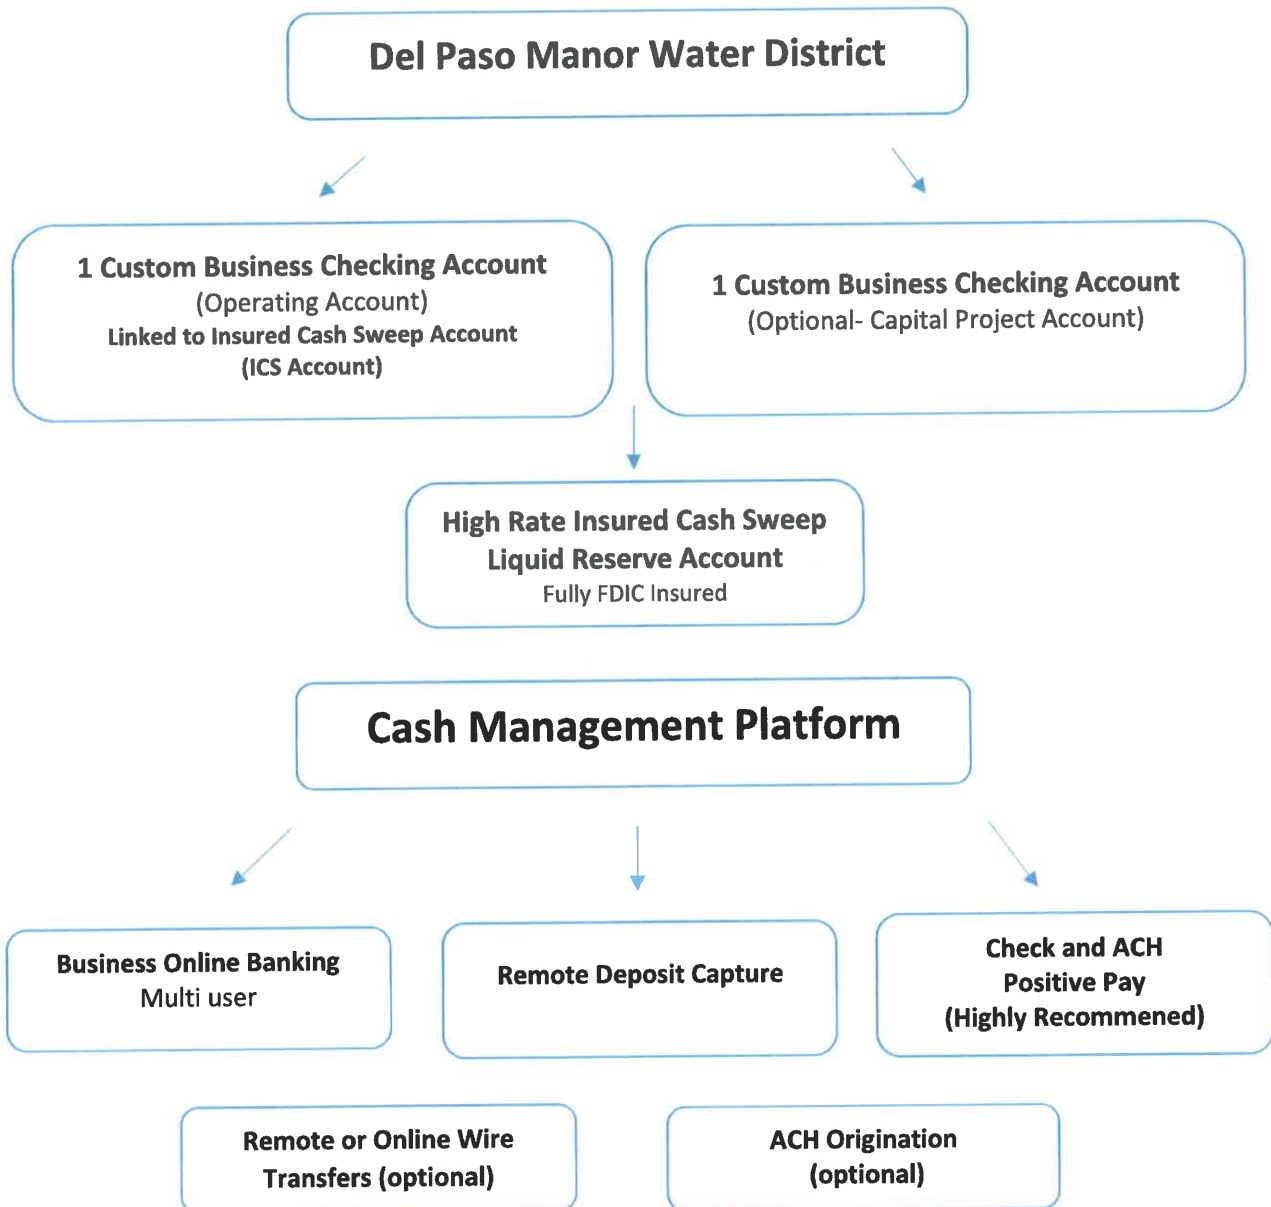 Del Paso Manor Water District
1 Custom Business Checking Account
(Operating Account)
Linked to Insured Cash Sweep Account
(ICS Account)
1 Custom Business Checking Account
(Optional- Capital Project Account)
High Rate Insured Cash Sweep
Liquid Reserve Account
Fully FDIC Insured
Cash Management Platform
Business Online Banking
Multi user
Remote Deposit Capture
Check and ACH
Positive Pay
(Highly Recommened)
Remote or Online Wire
Transfers (optional)
ACH Origination
(optional)